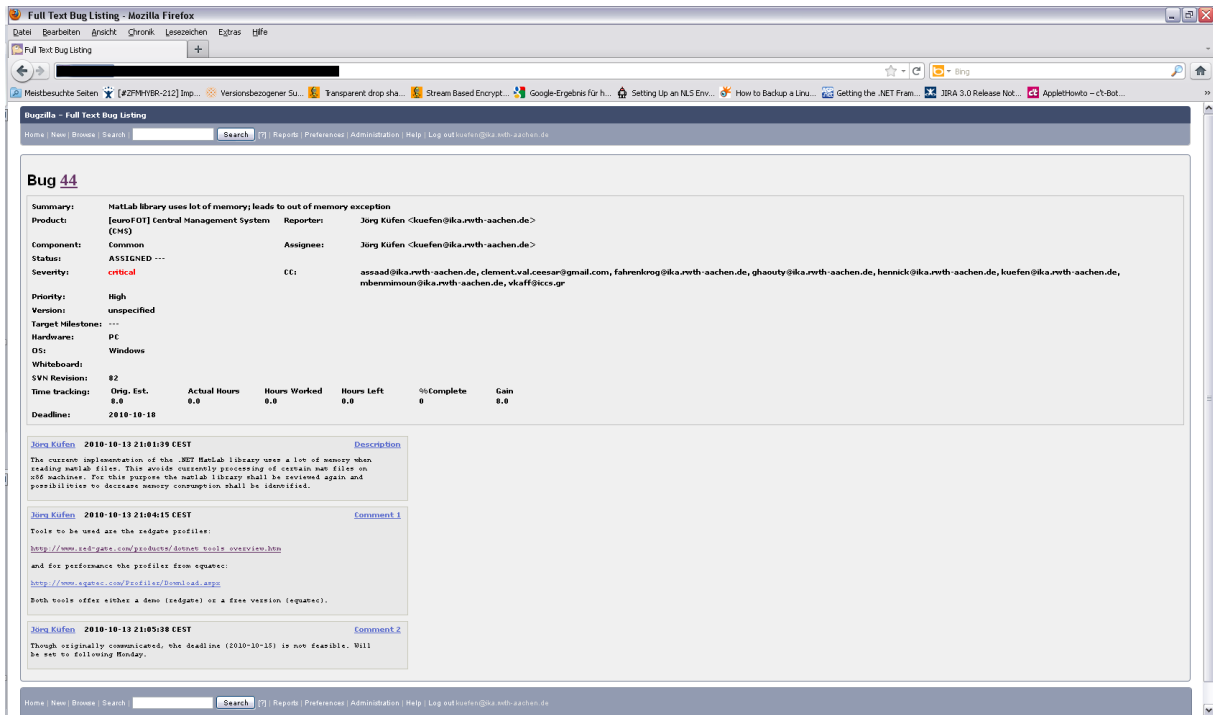 Full Text Bug Listing - Mozilla Firefox
Datei Bearbeiten Ansicht Chronik Lesezeichen Extras Hilfe
Full Text Bug Listing
Bing
Meistbesuchte Seiten [#ZFMHYBR-212] Imp... Versionsbezogener Su... Transparent drop sha... Stream Based Encrypt... Google-Ergebnis für h... Setting Up an NLS Env... How to Backup a Linu... Getting the .NET Fram... JIRA 3.0 Release Not... AppletHowto – c't-Bot... »
Bugzilla – Full Text Bug Listing
Home | New | Browse | Search | Search [?] | Reports | Preferences | Administration | Help | Log out kuefen@ika.rwth-aachen.de
Bug 44
Summary: MatLab library uses lot of memory; leads to out of memory exception
Product: [euroFOT] Central Management System (CMS) Reporter: Jörg Küfen <kuefen@ika.rwth-aachen.de>
Component: Common Assignee: Jörg Küfen <kuefen@ika.rwth-aachen.de>
Status: ASSIGNED ---
Severity: critical CC: assaad@ika.rwth-aachen.de, clement.val.ceesar@gmail.com, fahrenkrog@ika.rwth-aachen.de, ghaouty@ika.rwth-aachen.de, hennick@ika.rwth-aachen.de, kuefen@ika.rwth-aachen.de,
mbenmimoun@ika.rwth-aachen.de, vkaff@iccs.gr
Priority: High
Version: unspecified
Target Milestone: ---
Hardware: PC
OS: Windows
Whiteboard:
SVN Revision: 82
Time tracking: Orig. Est. Actual Hours Hours Worked Hours Left %Complete Gain
8.0 0.0 0.0 0.0 0 8.0
Deadline: 2010-10-18
Jörg Küfen 2010-10-13 21:01:39 CEST Description
The current implementation of the .NET MatLab library uses a lot of memory when
reading matlab files. This avoids currently processing of certain mat files on
x86 machines. For this purpose the matlab library shall be reviewed again and
possibilities to decrease memory consumption shall be identified.
Jörg Küfen 2010-10-13 21:04:15 CEST Comment 1
Tools to be used are the redgate profiles:
http://www.red-gate.com/products/dotnet_tools_overview.htm
and for performance the profiler from equatec:
http://www.eqatec.com/Profiler/Download.aspx
Both tools offer either a demo (redgate) or a free version (equatec).
Jörg Küfen 2010-10-13 21:05:38 CEST Comment 2
Though originally communicated, the deadline (2010-10-15) is not feasible. Will
be set to following Monday.
Home | New | Browse | Search | Search [?] | Reports | Preferences | Administration | Help | Log out kuefen@ika.rwth-aachen.de